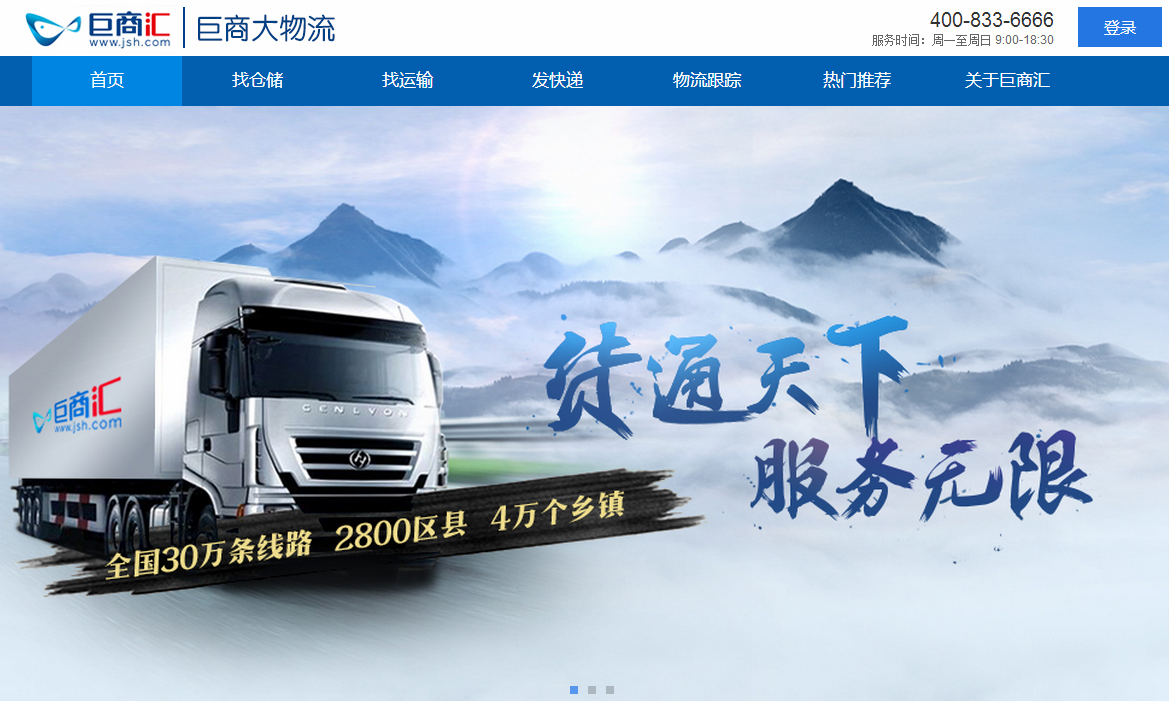 巨商汇
www.jsh.com
巨商大物流
400-833-6666
服务时间：周一至周日 9:00-18:30
登录
首页 找仓储 找运输 发快递 物流跟踪 热门推荐 关于巨商汇
货通天下
服务无限
巨商汇
www.jsh.com
GENLVON
全国30万条线路 2800区县 4万个乡镇